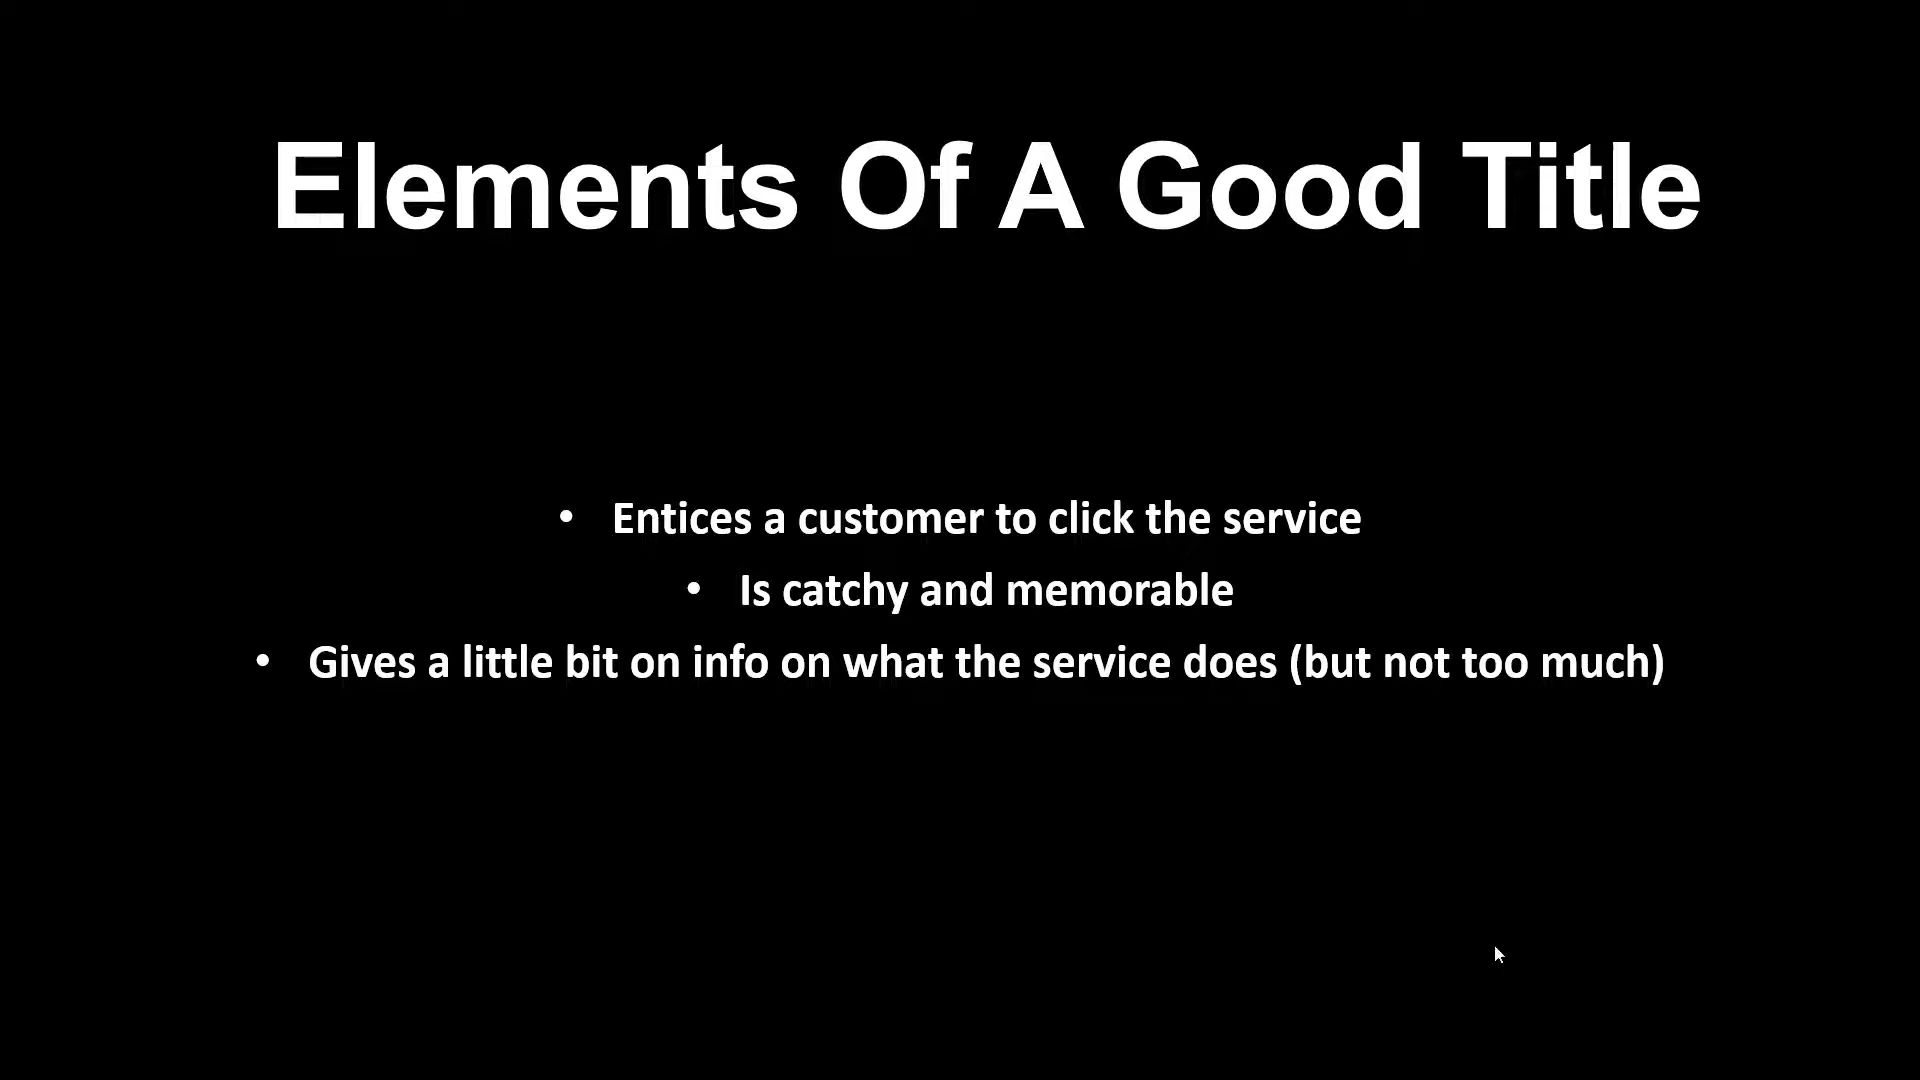 Elements Of A Good Title
• Entices a customer to click the service
• Is catchy and memorable
• Gives a little bit on info on what the service does (but not too much)